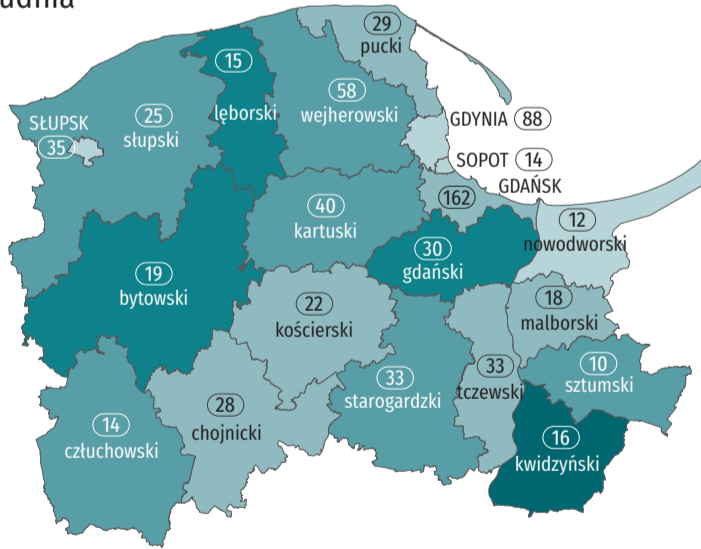 udnia
29
pucki
15
lęborski
58
wejherowski
GDYNIA 88
SŁUPSK
35
25
słupski
SOPOT 14
GDAŃSK
162
40
kartuski
12
nowodworski
30
gdański
19
bytowski
22
kościerski
18
malborski
33
starogardzki
33
tczewski
10
sztumski
28
chojnicki
14
człuchowski
16
kwidzyński